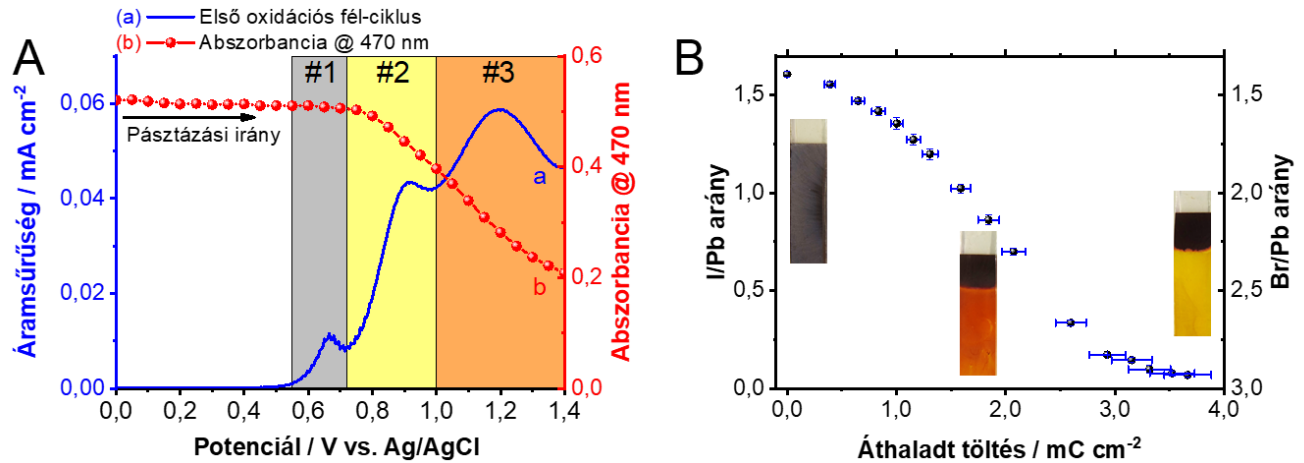 (a) Első oxidációs fél-ciklus
(b) Abszorbancia @ 470 nm
A
#1
#2
#3
0,06
0,04
0,02
0,00
Áramsűrűség / mA cm-2
Pásztázási irány
a
b
0,6
0,4
0,2
0,0
Abszorbancia @ 470 nm
0,0 0,2 0,4 0,6 0,8 1,0 1,2 1,4
Potenciál / V vs. Ag/AgCl
B
1,5
1,0
0,5
0,0
I/Pb arány
1,5
2,0
2,5
3,0
Br/Pb arány
0,0 1,0 2,0 3,0 4,0
Áthaladt töltés / mC cm-2